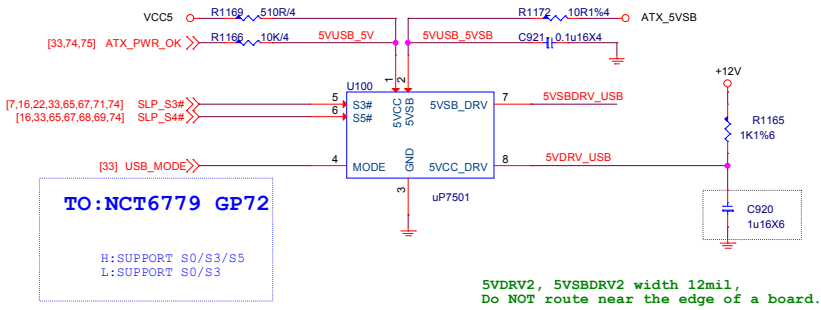 VCC5 R1169 510R/4 R1172 10R1%4 ATX_5VSB
[33,74,75] ATX_PWR_OK R1166 10K/4 5VUSB_5V 5VUSB_5VSB C921 0.1u16X4
+12V
U100 1 2
[7,16,22,33,65,67,71,74] SLP_S3# 5 S3# 5VCC 5VSB 5VSB_DRV 7 5VSBDRV_USB
[16,33,65,67,68,69,74] SLP_S4# 6 S5#
R1165
1K1%6
[33] USB_MODE 4 MODE GND 5VCC_DRV 8 5VDRV_USB
3 uP7501
TO:NCT6779 GP72
C920
1u16X6
H:SUPPORT S0/S3/S5
L:SUPPORT S0/S3
5VDRV2, 5VSBDRV2 width 12mil,
Do NOT route near the edge of a board.